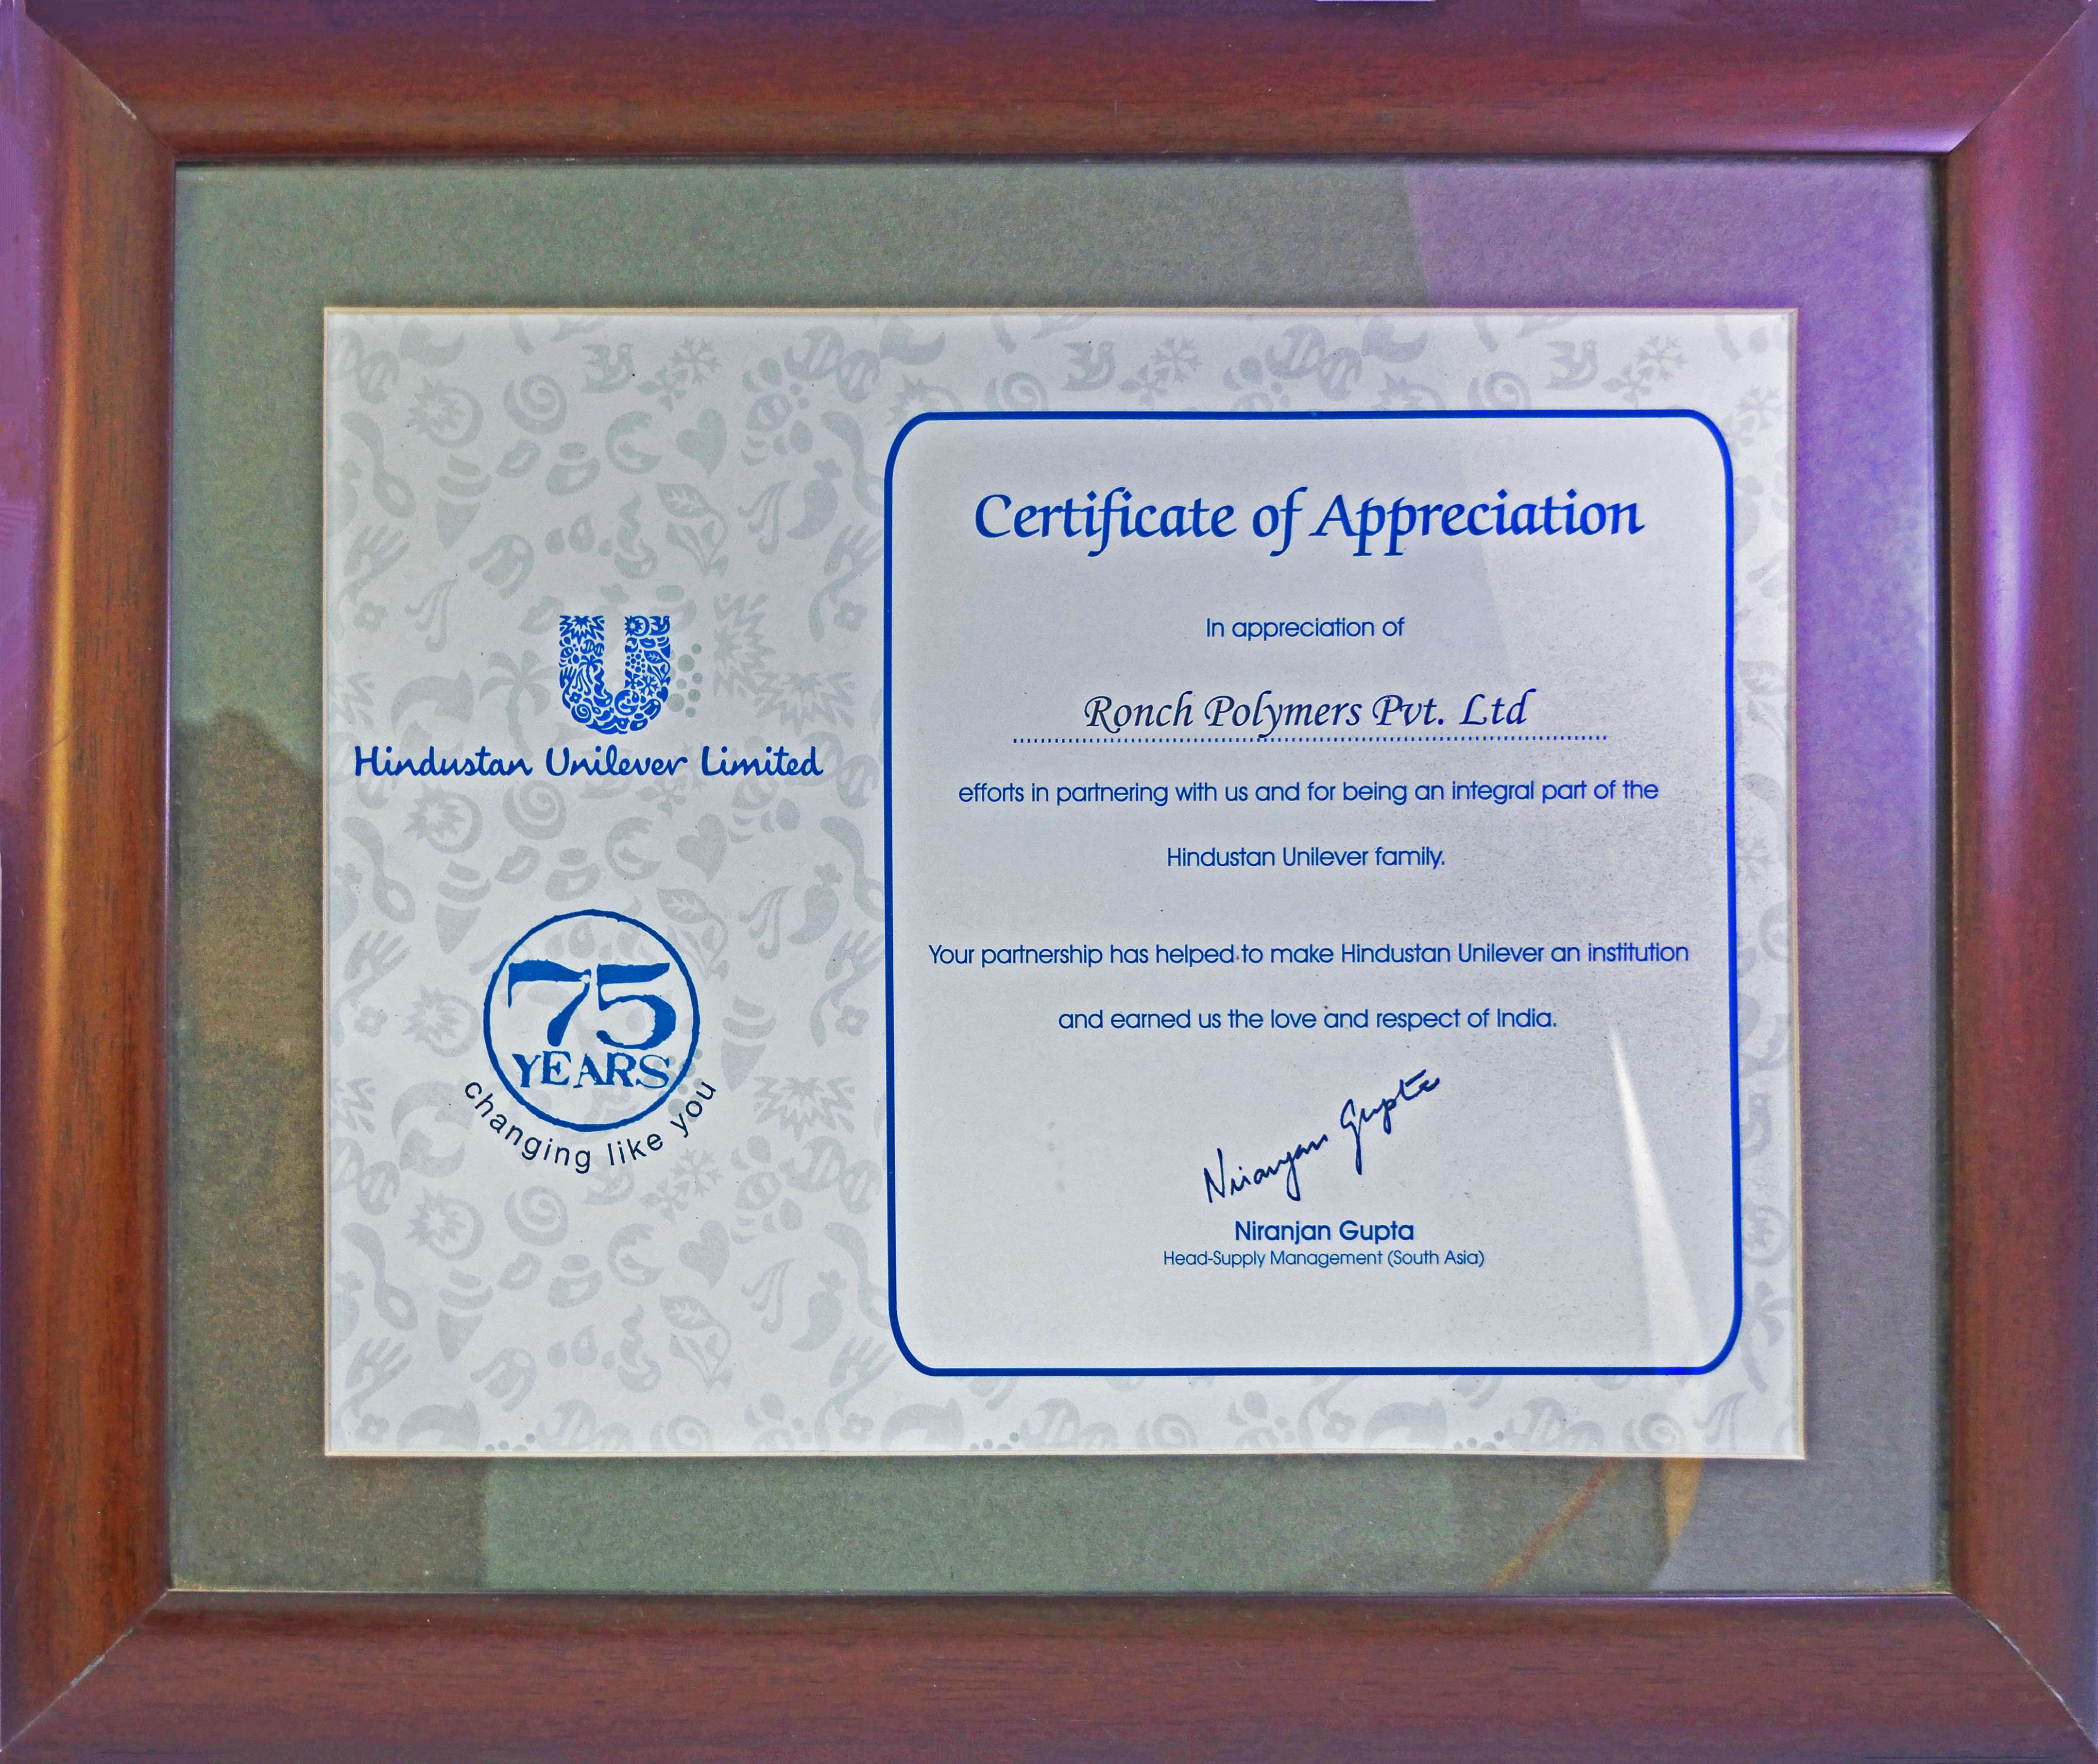 Hindustan Unilever Limited
75
YEARS
changing like you
Certificate of Appreciation
In appreciation of
Ronch Polymers Pvt. Ltd
efforts in partnering with us and for being an integral part of the
Hindustan Unilever family.
Your partnership has helped to make Hindustan Unilever an institution
and earned us the love and respect of India.
Niranjan Gupta
Niranjan Gupta
Head-Supply Management (South Asia)